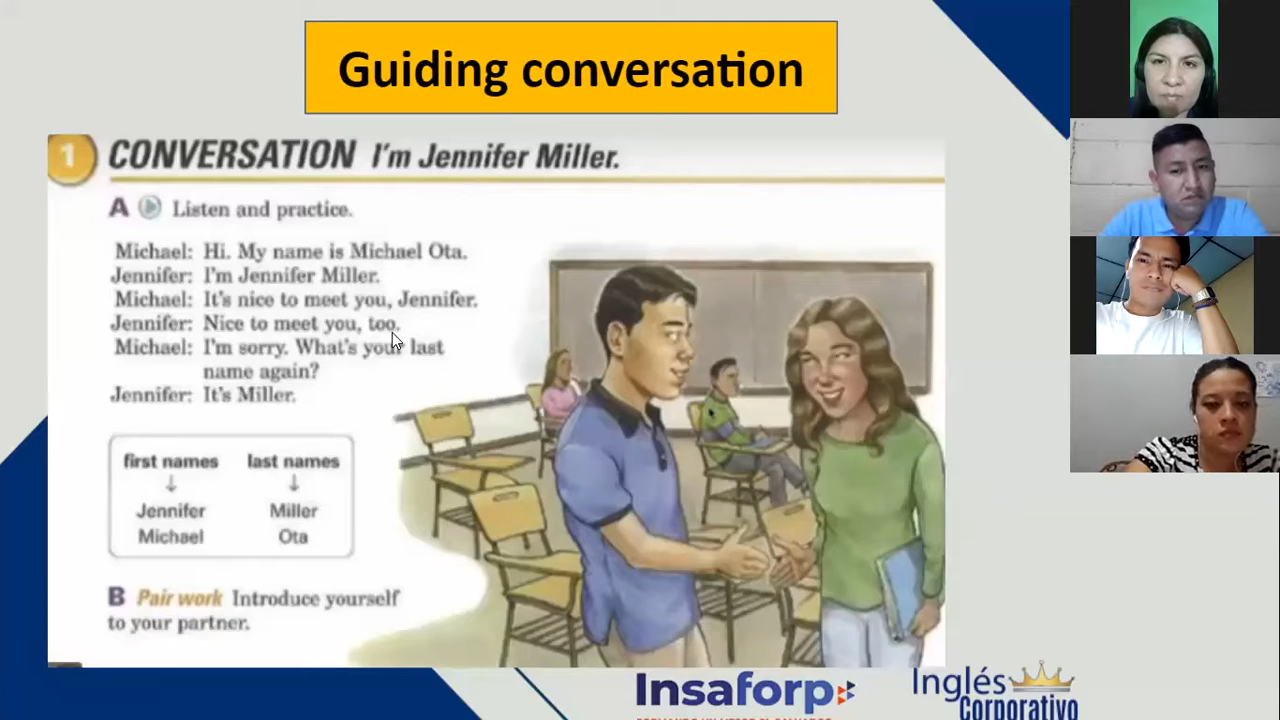 Guiding conversation
1 CONVERSATION I'm Jennifer Miller.
A Listen and practice.
Michael: Hi. My name is Michael Ota.
Jennifer: I'm Jennifer Miller.
Michael: It's nice to meet you, Jennifer.
Jennifer: Nice to meet you, too.
Michael: I'm sorry. What's your last
name again?
Jennifer: It's Miller.
first names last names
Jennifer Miller
Michael Ota
B Pair work Introduce yourself
to your partner.
Insaforp
Inglés
Corporativo